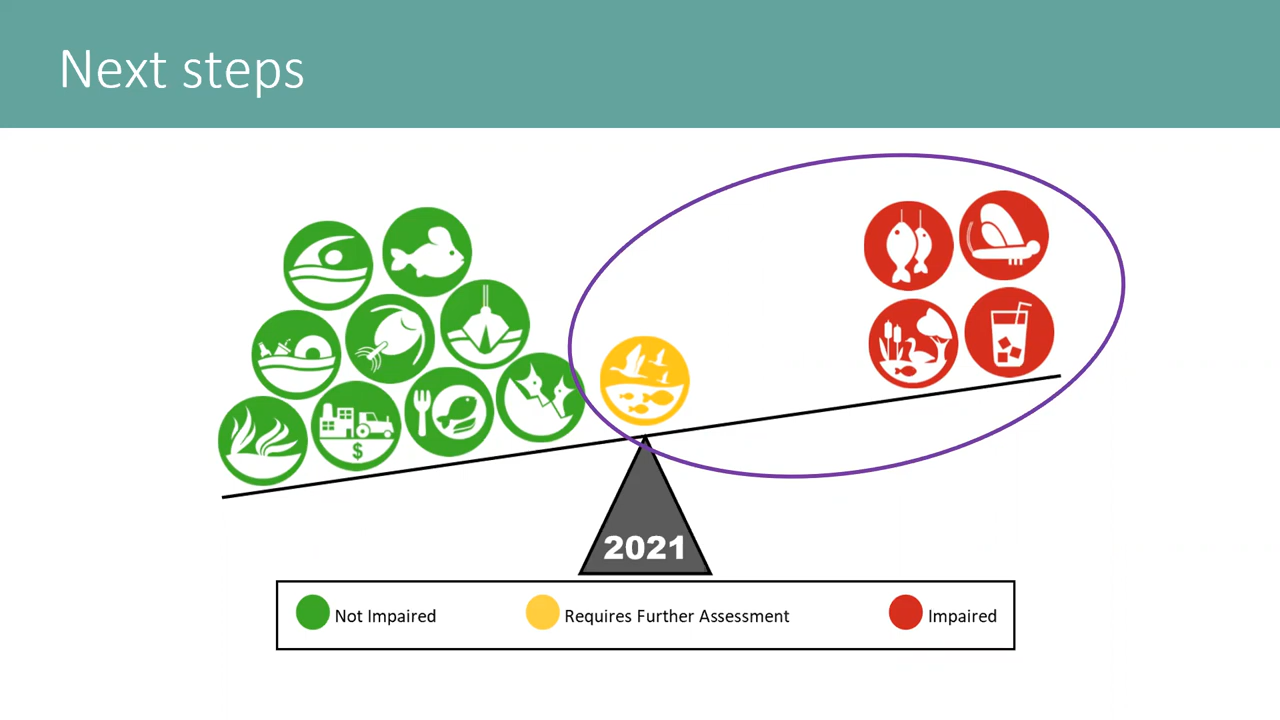 Next steps
$
2021
Not Impaired
Requires Further Assessment
Impaired